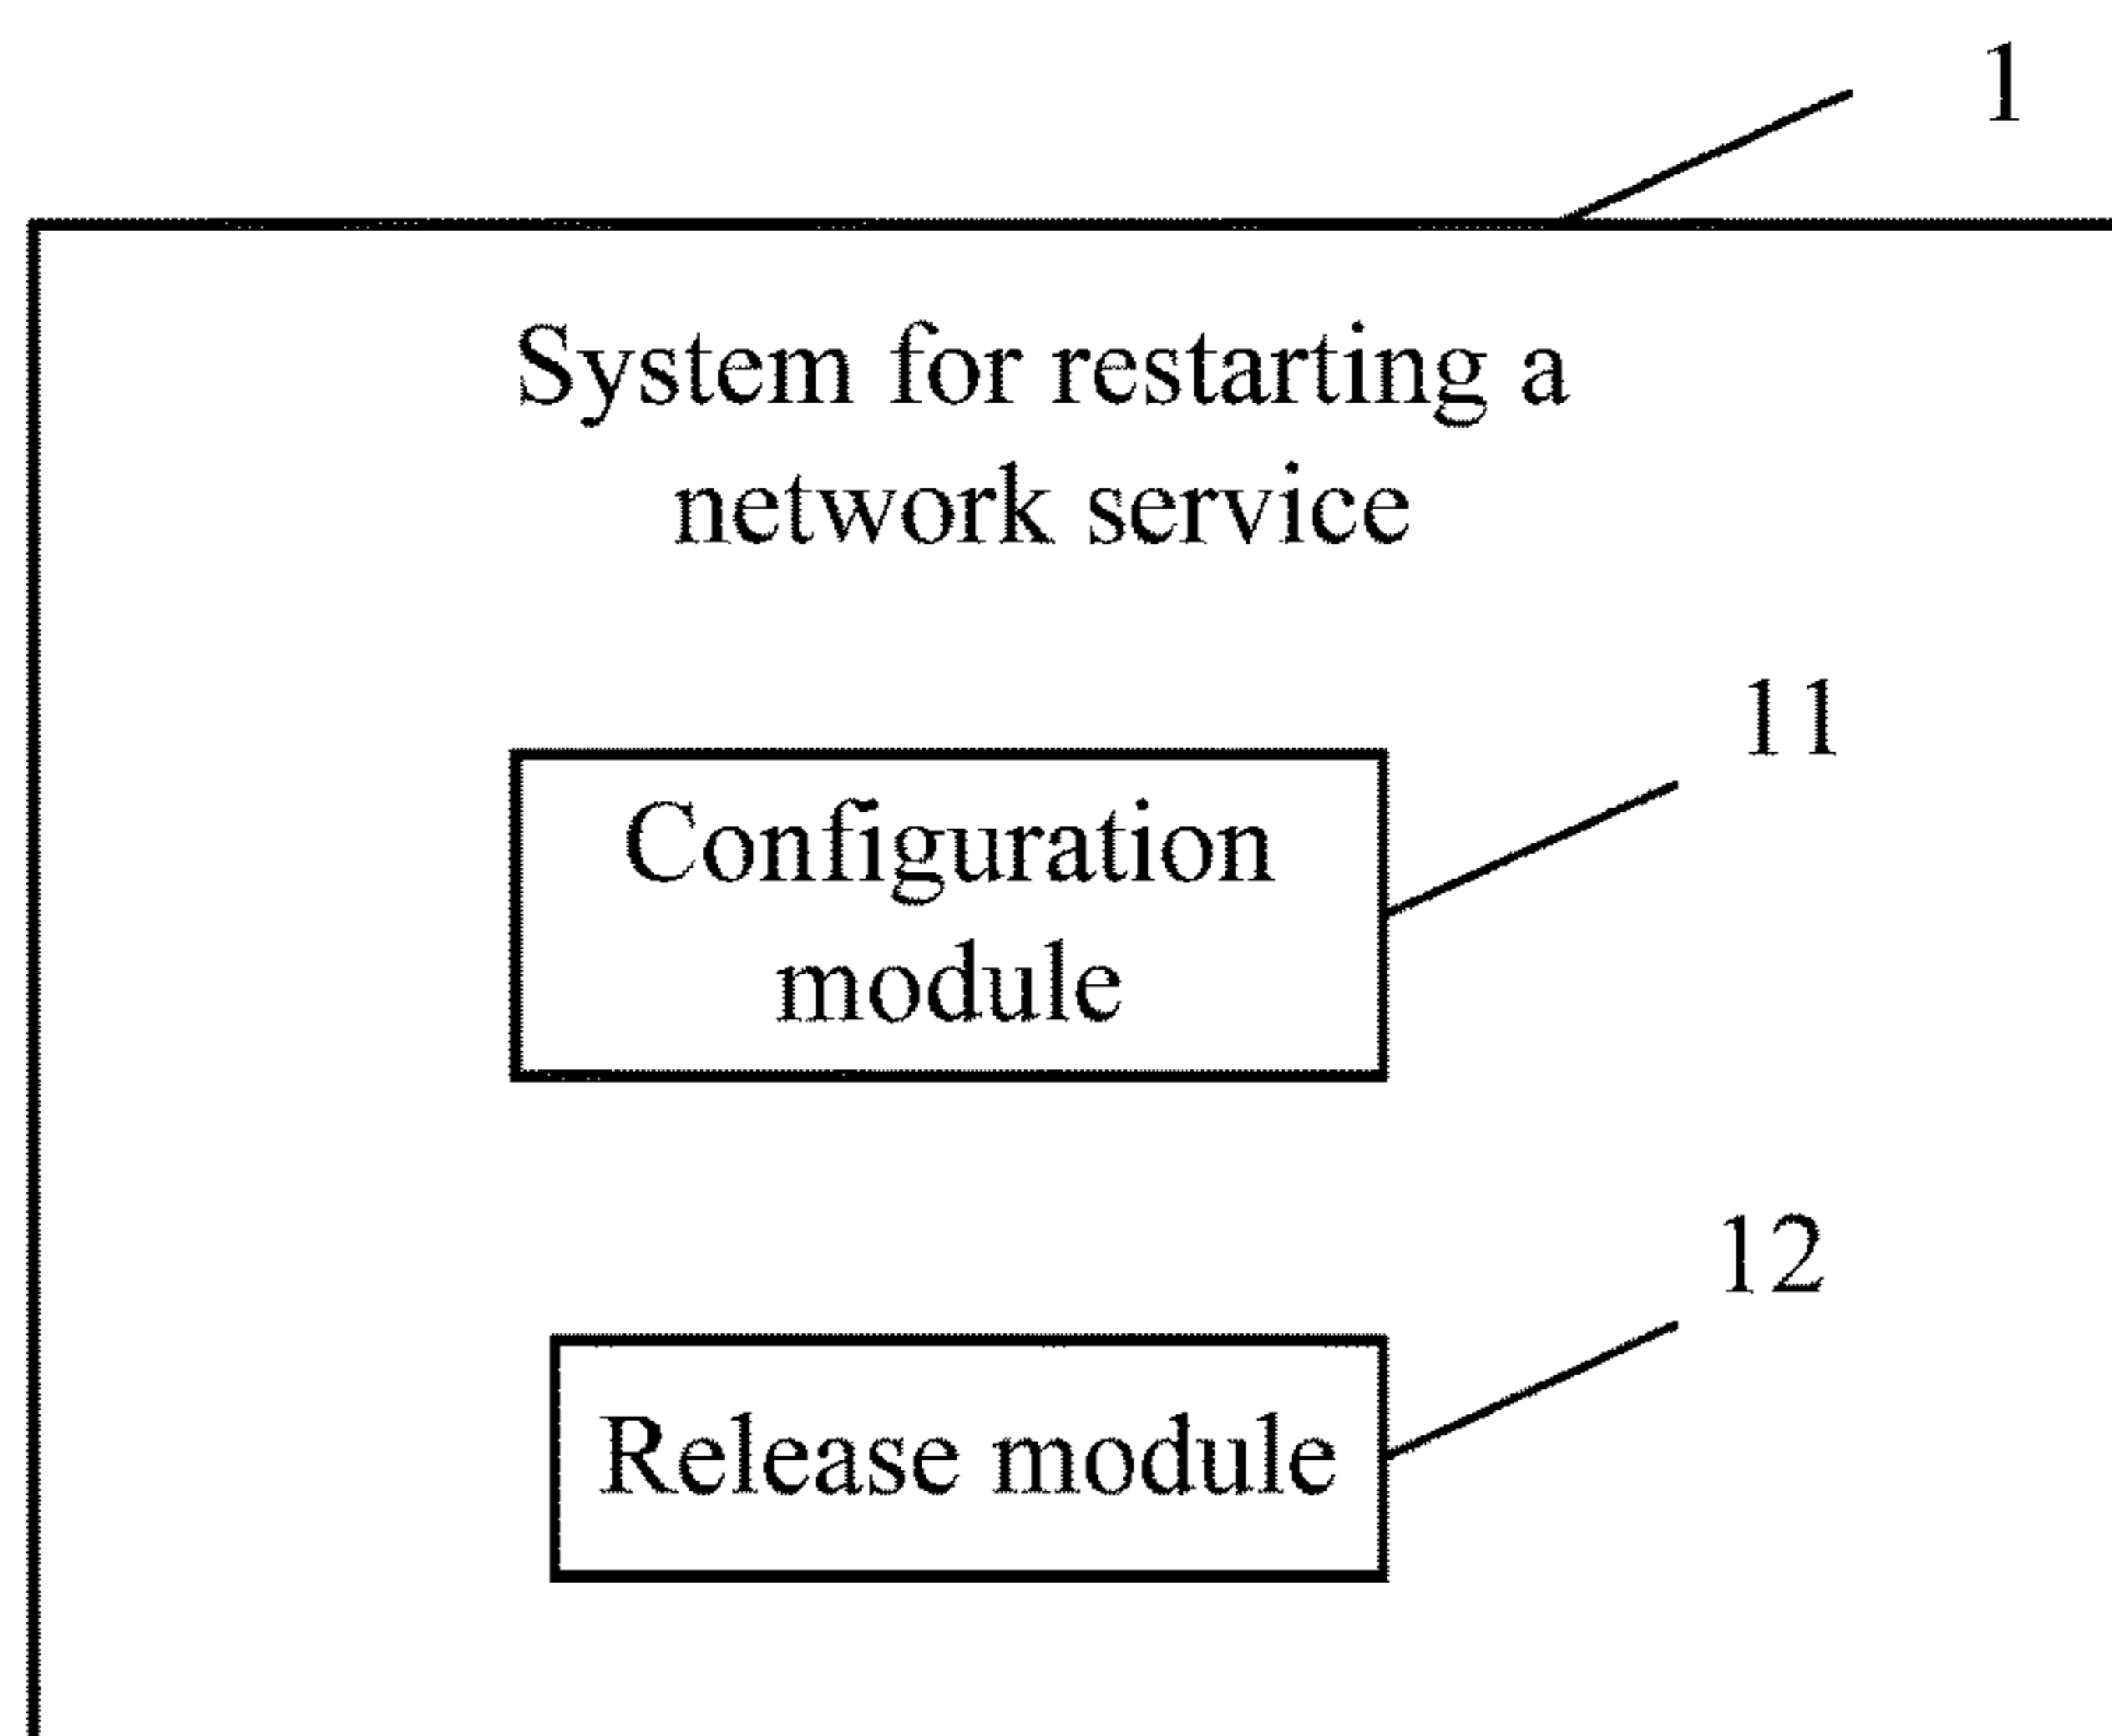 1
System for restarting a
network service
11
Configuration
module
12
Release module